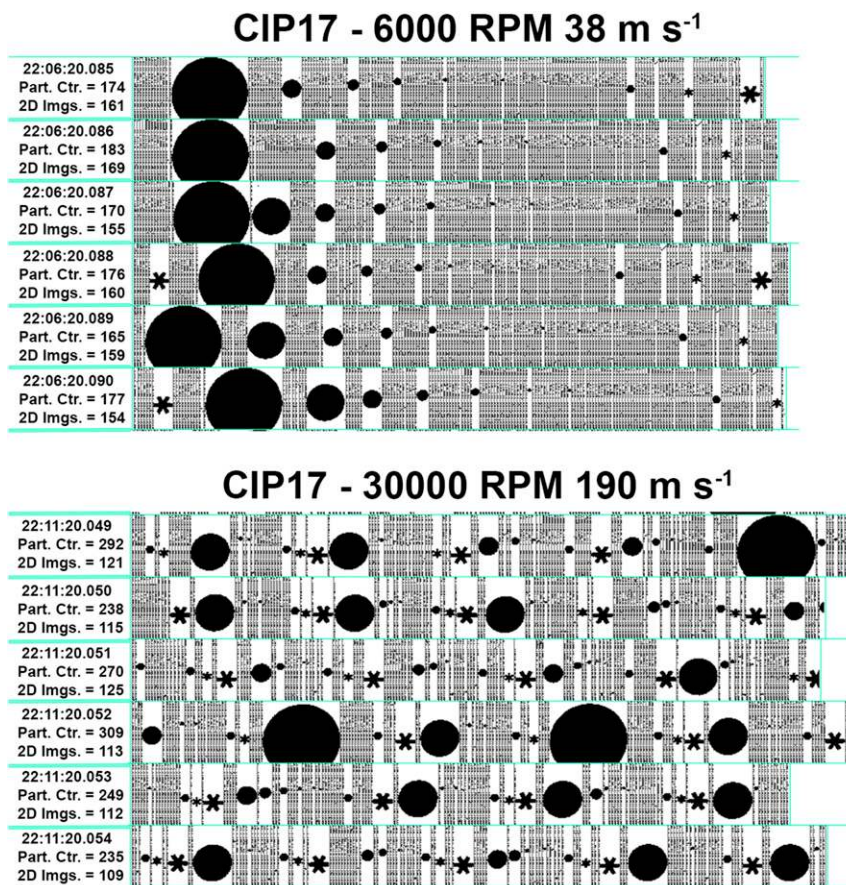 CIP17 - 6000 RPM 38 m s-1
22:06:20.085
Part. Ctr. = 174
2D Imgs. = 161
22:06:20.086
Part. Ctr. = 183
2D Imgs. = 169
22:06:20.087
Part. Ctr. = 170
2D Imgs. = 155
22:06:20.088
Part. Ctr. = 176
2D Imgs. = 160
22:06:20.089
Part. Ctr. = 165
2D Imgs. = 159
22:06:20.090
Part. Ctr. = 177
2D Imgs. = 154
CIP17 - 30000 RPM 190 m s-1
22:11:20.049
Part. Ctr. = 292
2D Imgs. = 121
22:11:20.050
Part. Ctr. = 238
2D Imgs. = 115
22:11:20.051
Part. Ctr. = 270
2D Imgs. = 125
22:11:20.052
Part. Ctr. = 309
2D Imgs. = 113
22:11:20.053
Part. Ctr. = 249
2D Imgs. = 112
22:11:20.054
Part. Ctr. = 235
2D Imgs. = 109